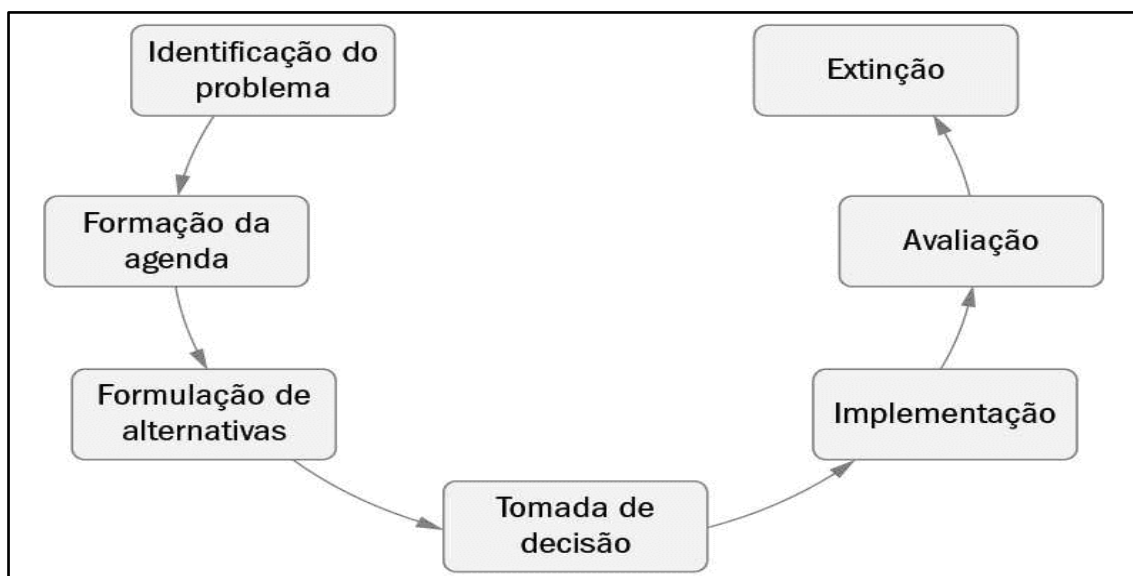 Identificação do
problema
Formação da
agenda
Formulação de
alternativas
Tomada de
decisão
Implementação
Avaliação
Extinção